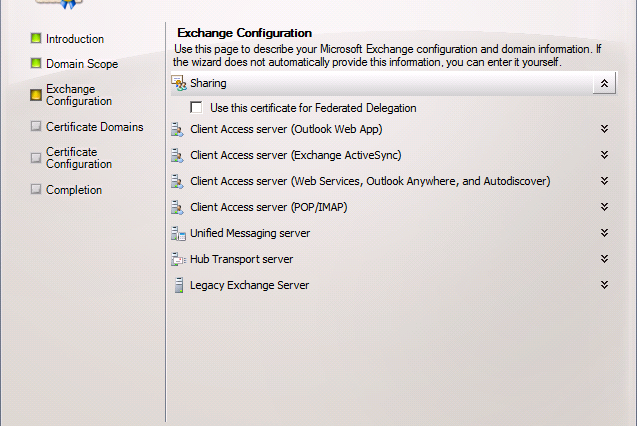 Exchange Configuration
Use this page to describe your Microsoft Exchange configuration and domain information. If
the wizard does not automatically provide this information, you can enter it yourself.
Introduction
Domain Scope
Exchange
Configuration
Certificate Domains
Certificate
Configuration
Completion
Sharing
Use this certificate for Federated Delegation
Client Access server (Outlook Web App)
Client Access server (Exchange ActiveSync)
Client Access server (Web Services, Outlook Anywhere, and Autodiscover)
Client Access server (POP/IMAP)
Unified Messaging server
Hub Transport server
Legacy Exchange Server